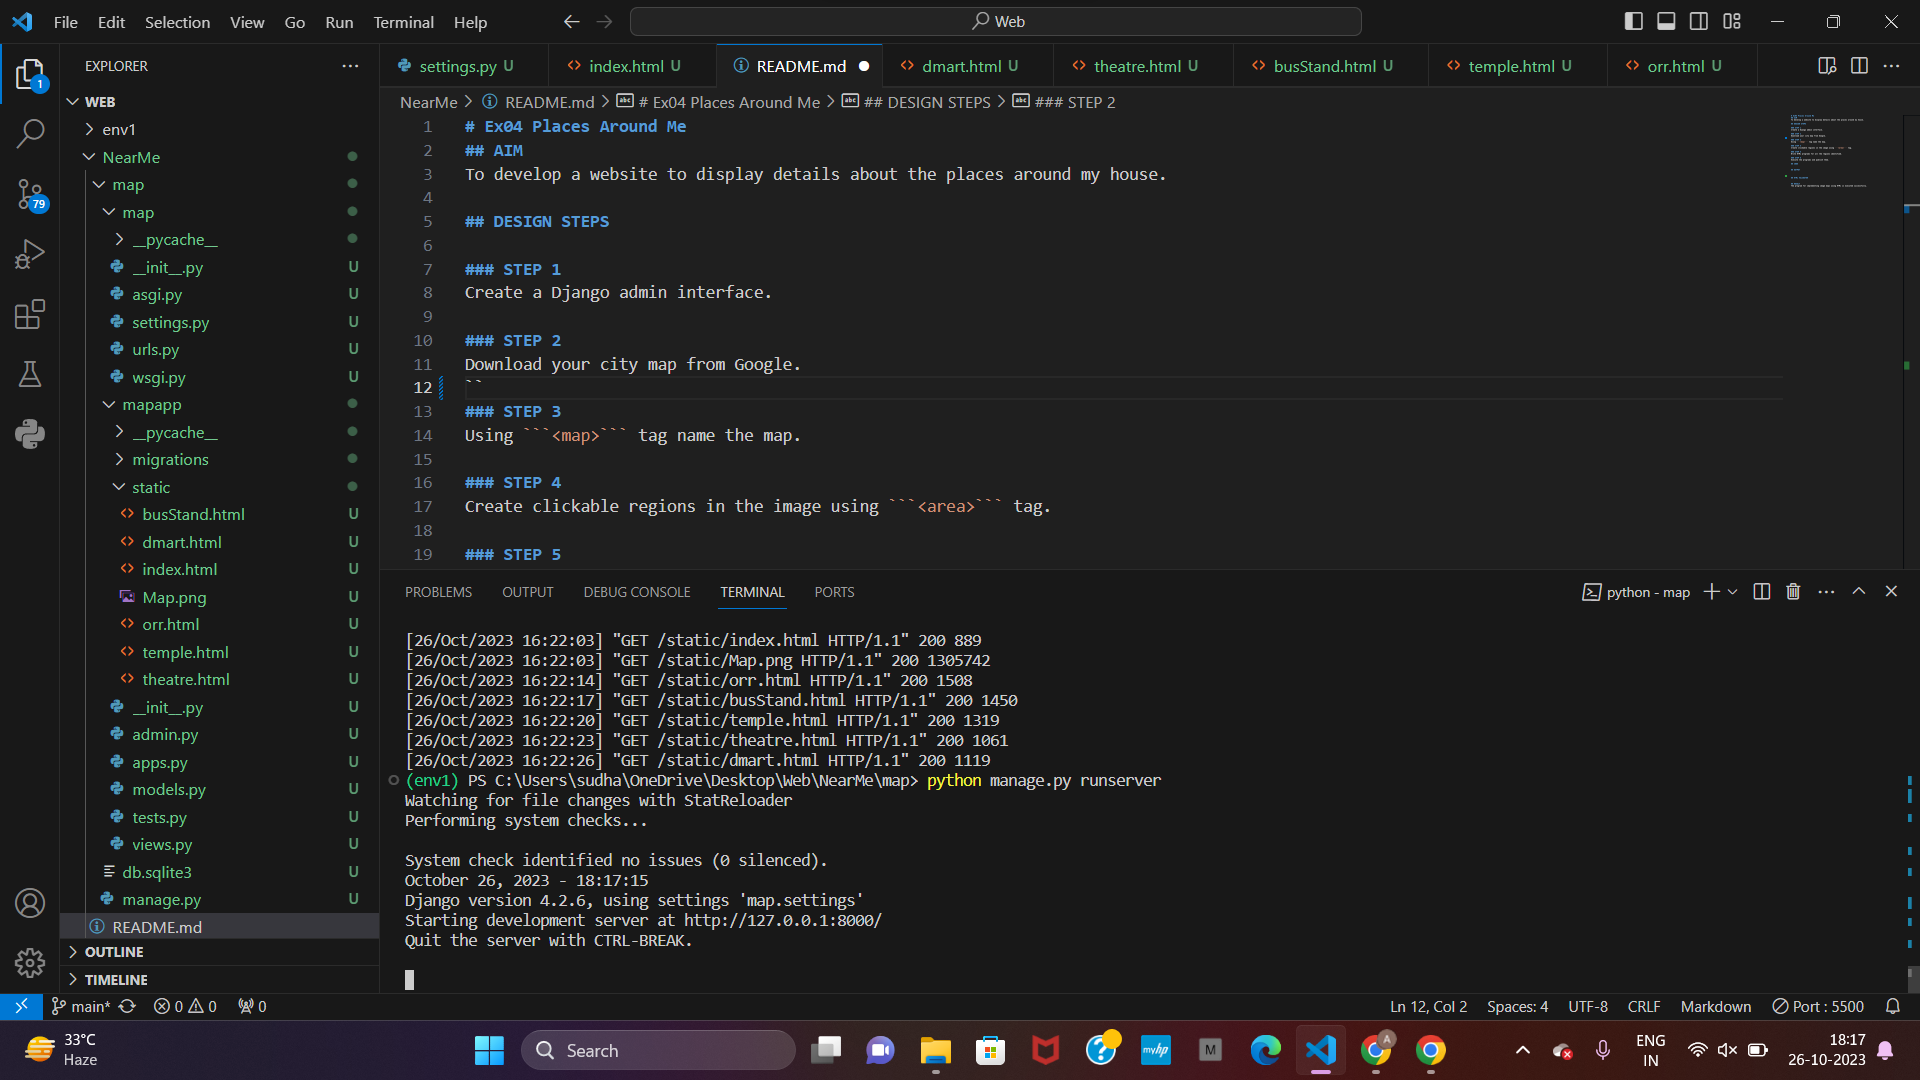 File Edit Selection View Go Run Terminal Help
Web
EXPLORER
settings.py U
index.html U
README.md
dmart.html U
theatre.html U
busStand.html U
temple.html U
orr.html U
1
79
WEB
env1
NearMe
map
map
__pycache__
__init__.py U
asgi.py U
settings.py U
urls.py U
wsgi.py U
mapapp
__pycache__
migrations
static
busStand.html U
dmart.html U
index.html U
Map.png U
orr.html U
temple.html U
theatre.html U
__init__.py U
admin.py U
apps.py U
models.py U
tests.py U
views.py U
db.sqlite3 U
manage.py U
README.md
OUTLINE
TIMELINE
NearMe > README.md > # Ex04 Places Around Me > ## DESIGN STEPS > ### STEP 2
1 # Ex04 Places Around Me
2 ## AIM
3 To develop a website to display details about the places around my house.
4
5 ## DESIGN STEPS
6
7 ### STEP 1
8 Create a Django admin interface.
9
10 ### STEP 2
11 Download your city map from Google.
12 ``
13 ### STEP 3
14 Using ```<map>``` tag name the map.
15
16 ### STEP 4
17 Create clickable regions in the image using ```<area>``` tag.
18
19 ### STEP 5
PROBLEMS OUTPUT DEBUG CONSOLE TERMINAL PORTS
python - map
[26/Oct/2023 16:22:03] "GET /static/index.html HTTP/1.1" 200 889
[26/Oct/2023 16:22:03] "GET /static/Map.png HTTP/1.1" 200 1305742
[26/Oct/2023 16:22:14] "GET /static/orr.html HTTP/1.1" 200 1508
[26/Oct/2023 16:22:17] "GET /static/busStand.html HTTP/1.1" 200 1450
[26/Oct/2023 16:22:20] "GET /static/temple.html HTTP/1.1" 200 1319
[26/Oct/2023 16:22:23] "GET /static/theatre.html HTTP/1.1" 200 1061
[26/Oct/2023 16:22:26] "GET /static/dmart.html HTTP/1.1" 200 1119
(env1) PS C:\Users\sudha\OneDrive\Desktop\Web\NearMe\map> python manage.py runserver
Watching for file changes with StatReloader
Performing system checks...

System check identified no issues (0 silenced).
October 26, 2023 - 18:17:15
Django version 4.2.6, using settings 'map.settings'
Starting development server at http://127.0.0.1:8000/
Quit the server with CTRL-BREAK.
main* 0 0 0
Ln 12, Col 2 Spaces: 4 UTF-8 CRLF Markdown Port : 5500
33°C
Haze
Search
myhp
M
A
ENG
IN
18:17
26-10-2023